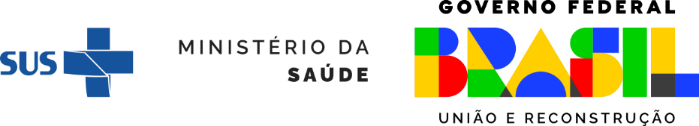 SUS
MINISTÉRIO DA
SAÚDE
GOVERNO FEDERAL
BRASIL
UNIÃO E RECONSTRUÇÃO